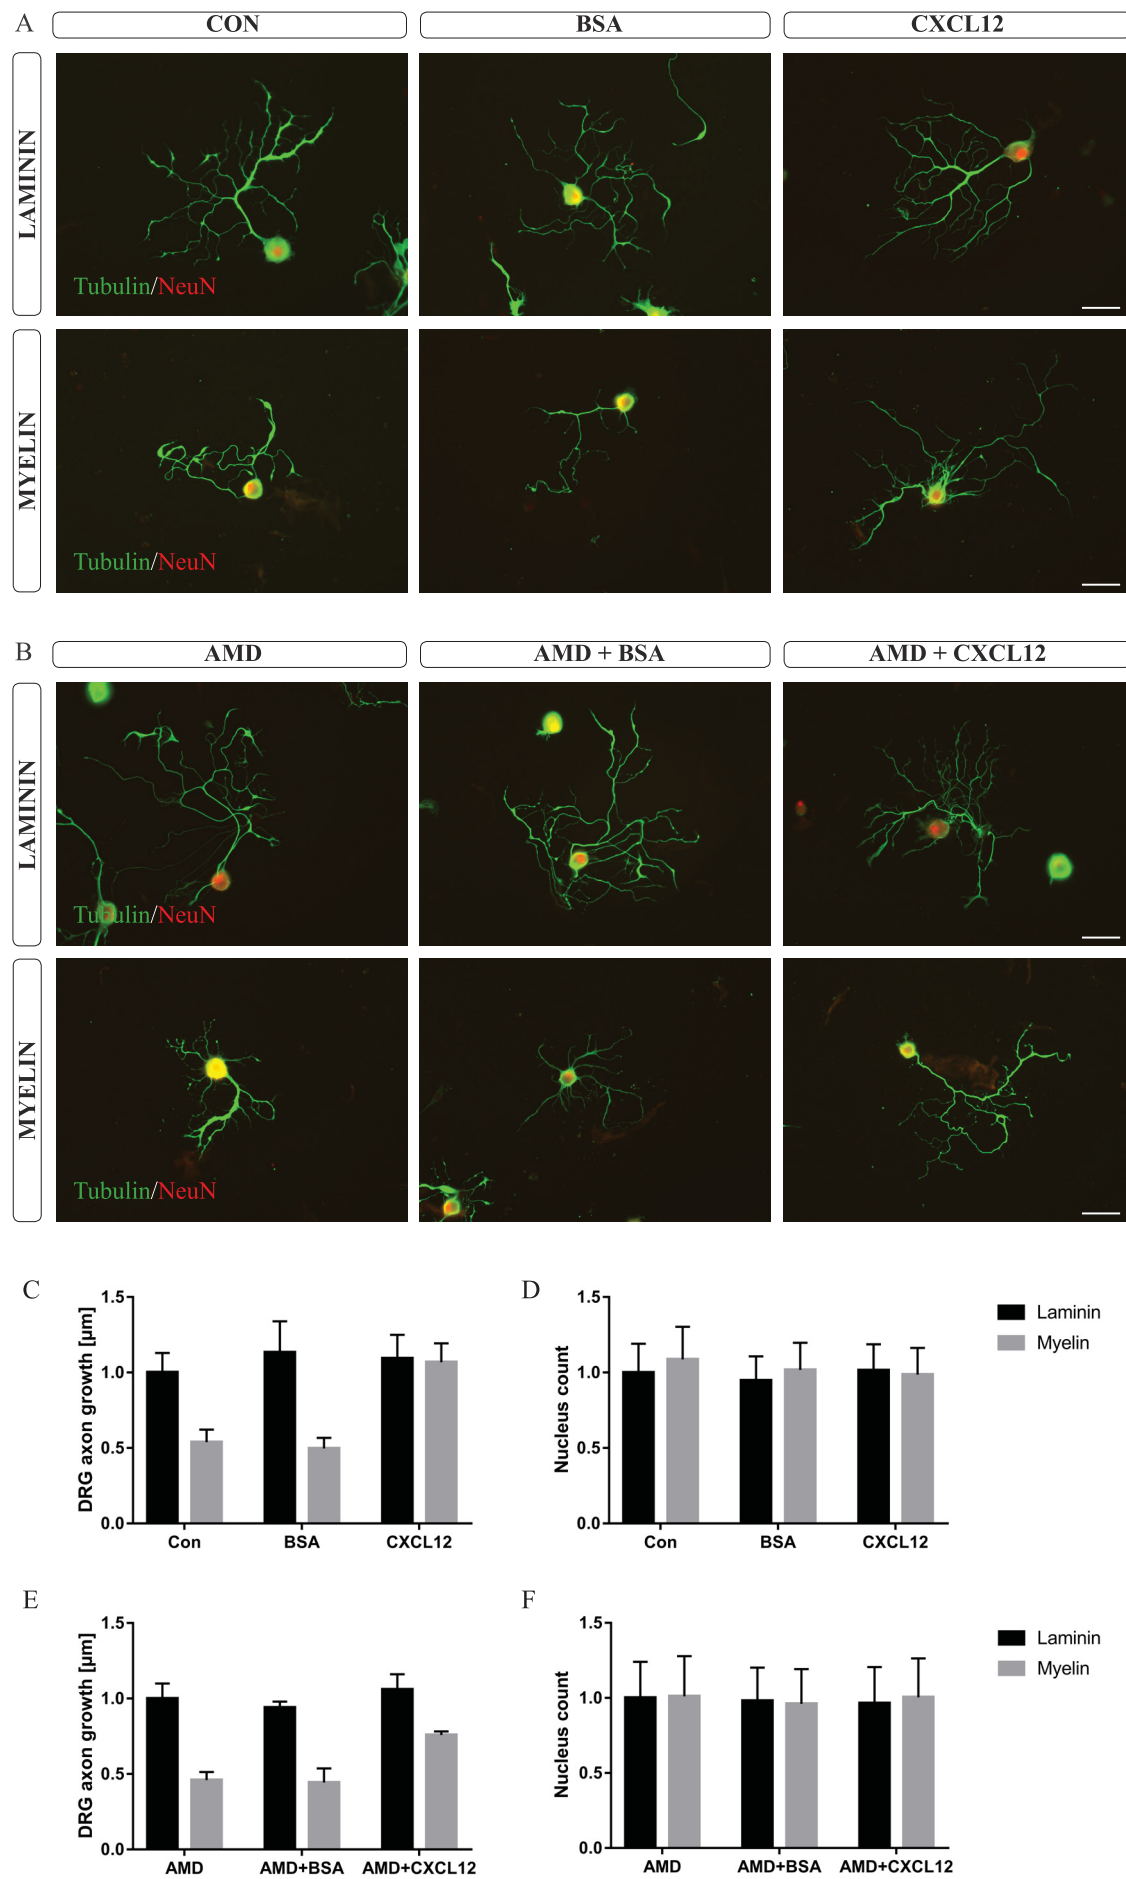 A
CON
BSA
CXCL12
LAMININ
Tubulin/NeuN
MYELIN
Tubulin/NeuN
B
AMD
AMD + BSA
AMD + CXCL12
LAMININ
Tubulin/NeuN
MYELIN
Tubulin/NeuN
C
DRG axon growth [µm]
1.5
1.0
0.5
0.0
Con
BSA
CXCL12
D
Nucleus count
1.5
1.0
0.5
0.0
Con
BSA
CXCL12
Laminin
Myelin
E
DRG axon growth [µm]
1.5
1.0
0.5
0.0
AMD
AMD+BSA
AMD+CXCL12
F
Nucleus count
1.5
1.0
0.5
0.0
AMD
AMD+BSA
AMD+CXCL12
Laminin
Myelin